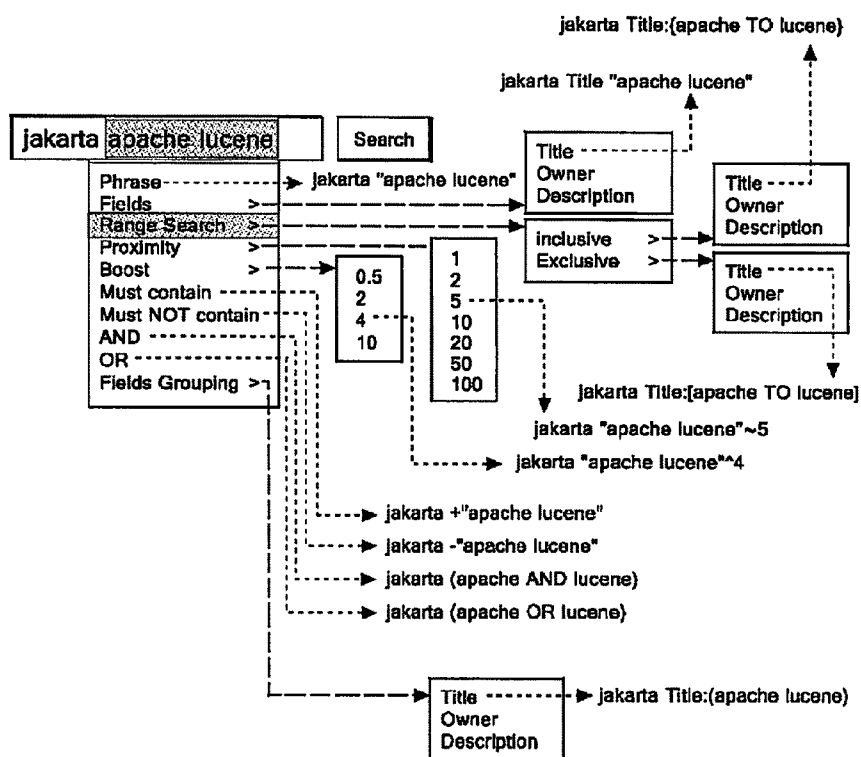 jakarta Title:{apache TO lucene}
jakarta Title "apache lucene"
jakarta apache lucene
Search
Phrase
Fields >
Range Search >
Proximity >
Boost >
Must contain
Must NOT contain
AND
OR
Fields Grouping >
jakarta "apache lucene"
Title
Owner
Description
inclusive >
Exclusive >
Title
Owner
Description
Title
Owner
Description
0.5
2
4
10
1
2
5
10
20
50
100
jakarta Title:[apache TO lucene]
jakarta "apache lucene"~5
jakarta "apache lucene"^4
jakarta +"apache lucene"
jakarta -"apache lucene"
jakarta (apache AND lucene)
jakarta (apache OR lucene)
Title
Owner
Description
jakarta Title:(apache lucene)